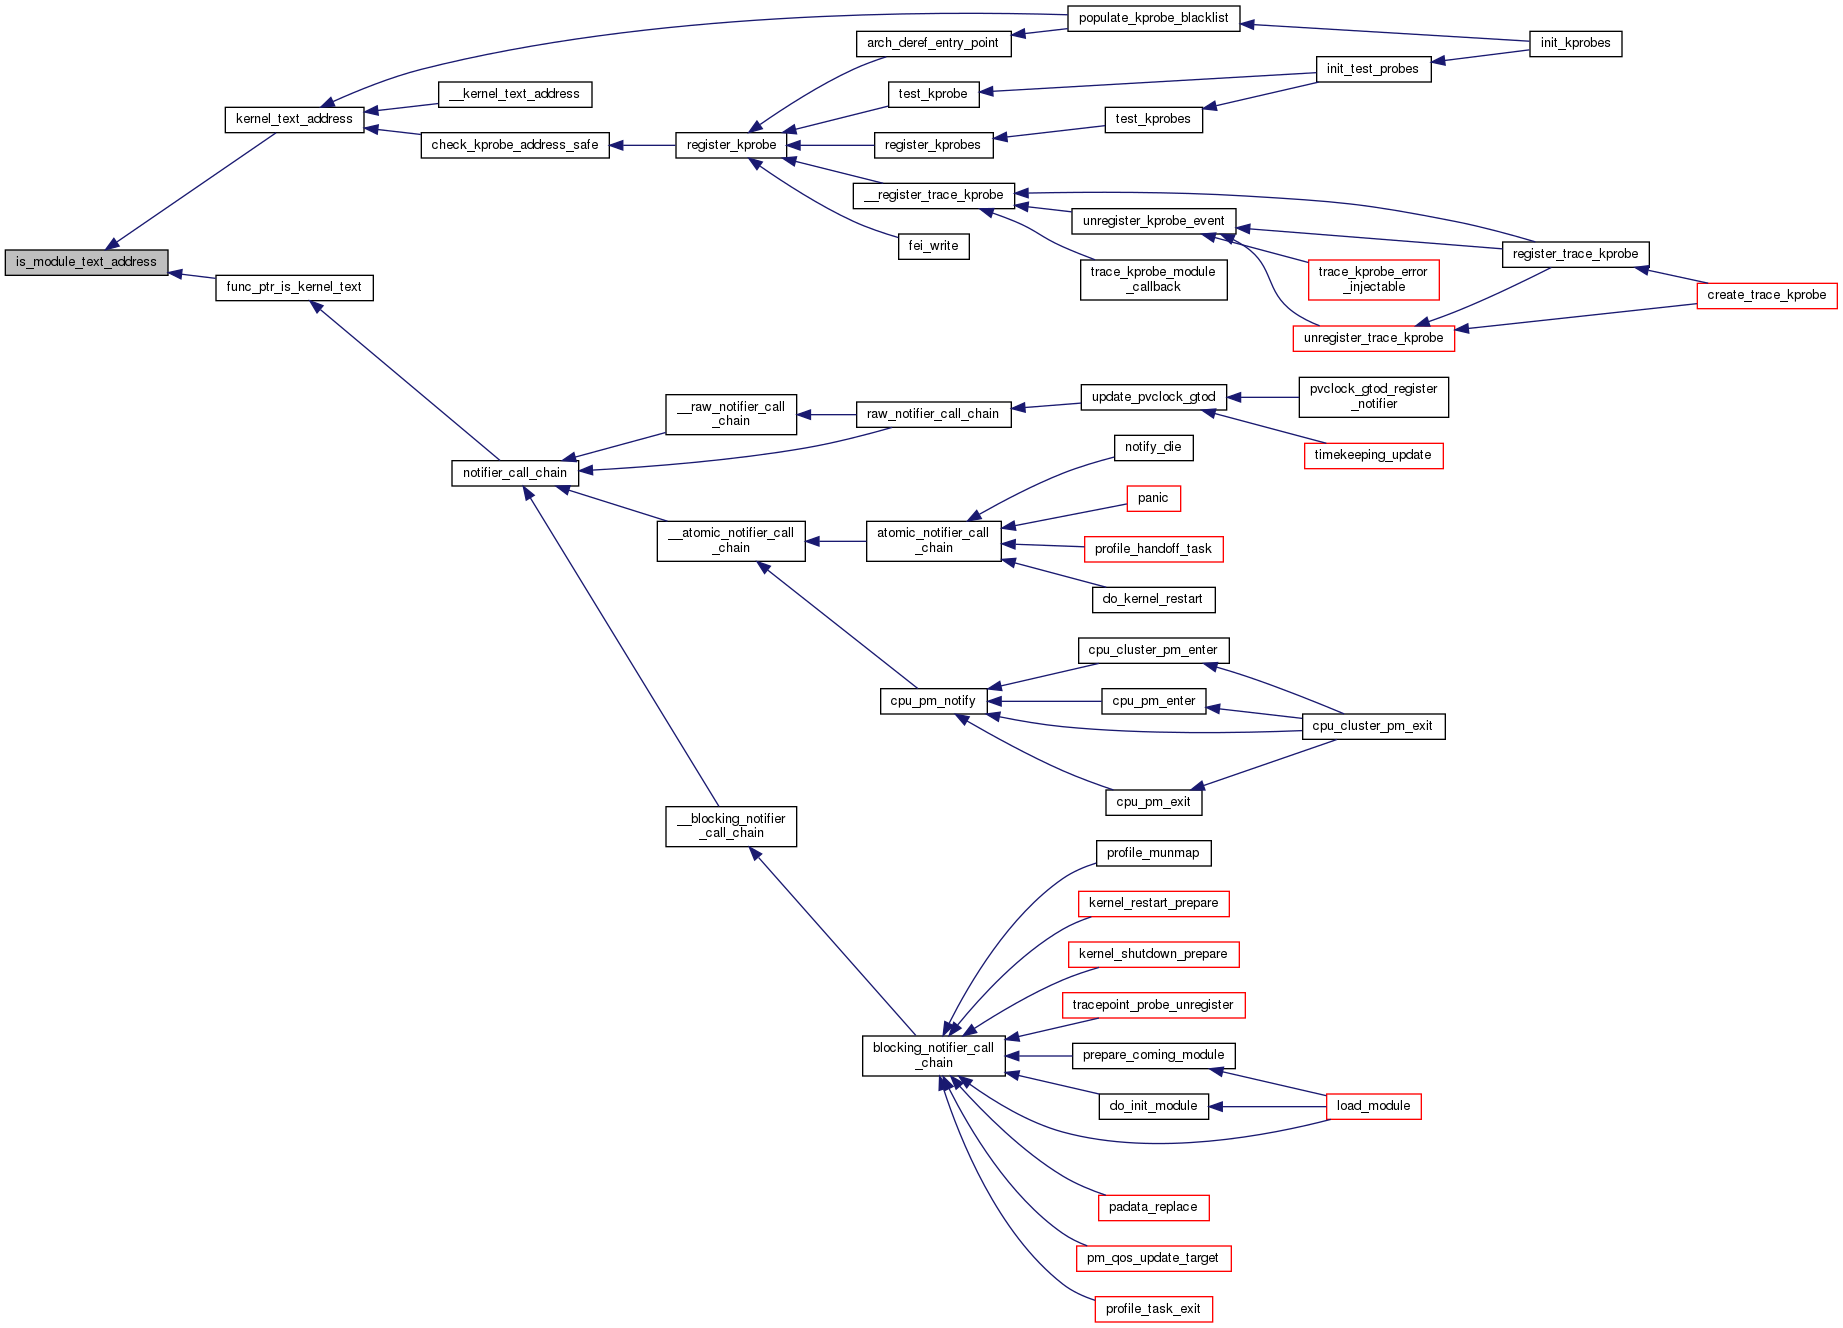 populate_kprobe_blacklist
arch_deref_entry_point
init_kprobes
init_test_probes
__kernel_text_address
test_kprobe
kernel_text_address
test_kprobes
check_kprobe_address_safe
register_kprobe
register_kprobes
__register_trace_kprobe
unregister_kprobe_event
fei_write
register_trace_kprobe
is_module_text_address
trace_kprobe_module
_callback
trace_kprobe_error
_injectable
func_ptr_is_kernel_text
create_trace_kprobe
unregister_trace_kprobe
pvclock_gtod_register
_notifier
update_pvclock_gtod
__raw_notifier_call
_chain
raw_notifier_call_chain
notify_die
timekeeping_update
notifier_call_chain
panic
__atomic_notifier_call
_chain
atomic_notifier_call
_chain
profile_handoff_task
do_kernel_restart
cpu_cluster_pm_enter
cpu_pm_notify
cpu_pm_enter
cpu_cluster_pm_exit
cpu_pm_exit
__blocking_notifier
_call_chain
profile_munmap
kernel_restart_prepare
kernel_shutdown_prepare
tracepoint_probe_unregister
blocking_notifier_call
_chain
prepare_coming_module
do_init_module
load_module
padata_replace
pm_qos_update_target
profile_task_exit